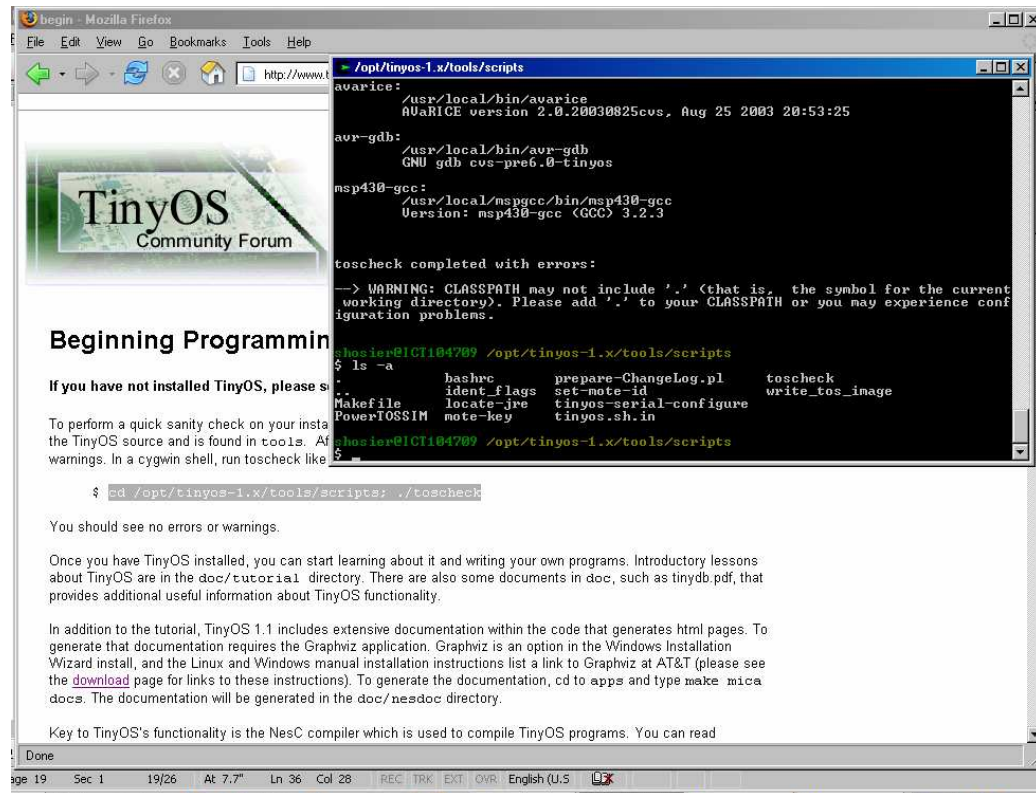 begin - Mozilla Firefox
File Edit View Go Bookmarks Tools Help
http://www.t
TinyOS
Community Forum
Beginning Programmin
If you have not installed TinyOS, please s
To perform a quick sanity check on your insta
the TinyOS source and is found in tools. Af
warnings. In a cygwin shell, run toscheck like
$ cd /opt/tinyos-1.x/tools/scripts; ./toscheck
You should see no errors or warnings.
Once you have TinyOS installed, you can start learning about it and writing your own programs. Introductory lessons
about TinyOS are in the doc/tutorial directory. There are also some documents in doc, such as tinydb.pdf, that
provides additional useful information about TinyOS functionality.
In addition to the tutorial, TinyOS 1.1 includes extensive documentation within the code that generates html pages. To
generate that documentation requires the Graphviz application. Graphviz is an option in the Windows Installation
Wizard install, and the Linux and Windows manual installation instructions list a link to Graphviz at AT&T (please see
the download page for links to these instructions). To generate the documentation, cd to apps and type make mica
docs. The documentation will be generated in the doc/nesdoc directory.
Key to TinyOS's functionality is the NesC compiler which is used to compile TinyOS programs. You can read
Done
/opt/tinyos-1.x/tools/scripts
avarice:
/usr/local/bin/avarice
AVaRICE version 2.0.20030825cvs, Aug 25 2003 20:53:25
avr-gdb:
/usr/local/bin/avr-gdb
GNU gdb cvs-pre6.0-tinyos
msp430-gcc:
/usr/local/mspgcc/bin/msp430-gcc
Version: msp430-gcc (GCC) 3.2.3
toscheck completed with errors:
--> WARNING: CLASSPATH may not include '.' (that is, the symbol for the current
working directory). Please add '.' to your CLASSPATH or you may experience conf
iguration problems.
shosier@ICT104709 /opt/tinyos-1.x/tools/scripts
$ ls -a
. bashrc prepare-ChangeLog.pl toscheck
.. ident_flags set-mote-id write_tos_image
Makefile locate-jre tinyos-serial-configure
PowerTOSSIM mote-key tinyos.sh.in
shosier@ICT104709 /opt/tinyos-1.x/tools/scripts
$ _
age 19 Sec 1 19/26 At 7.7" Ln 36 Col 28 REC TRK EXT OVR English (U.S